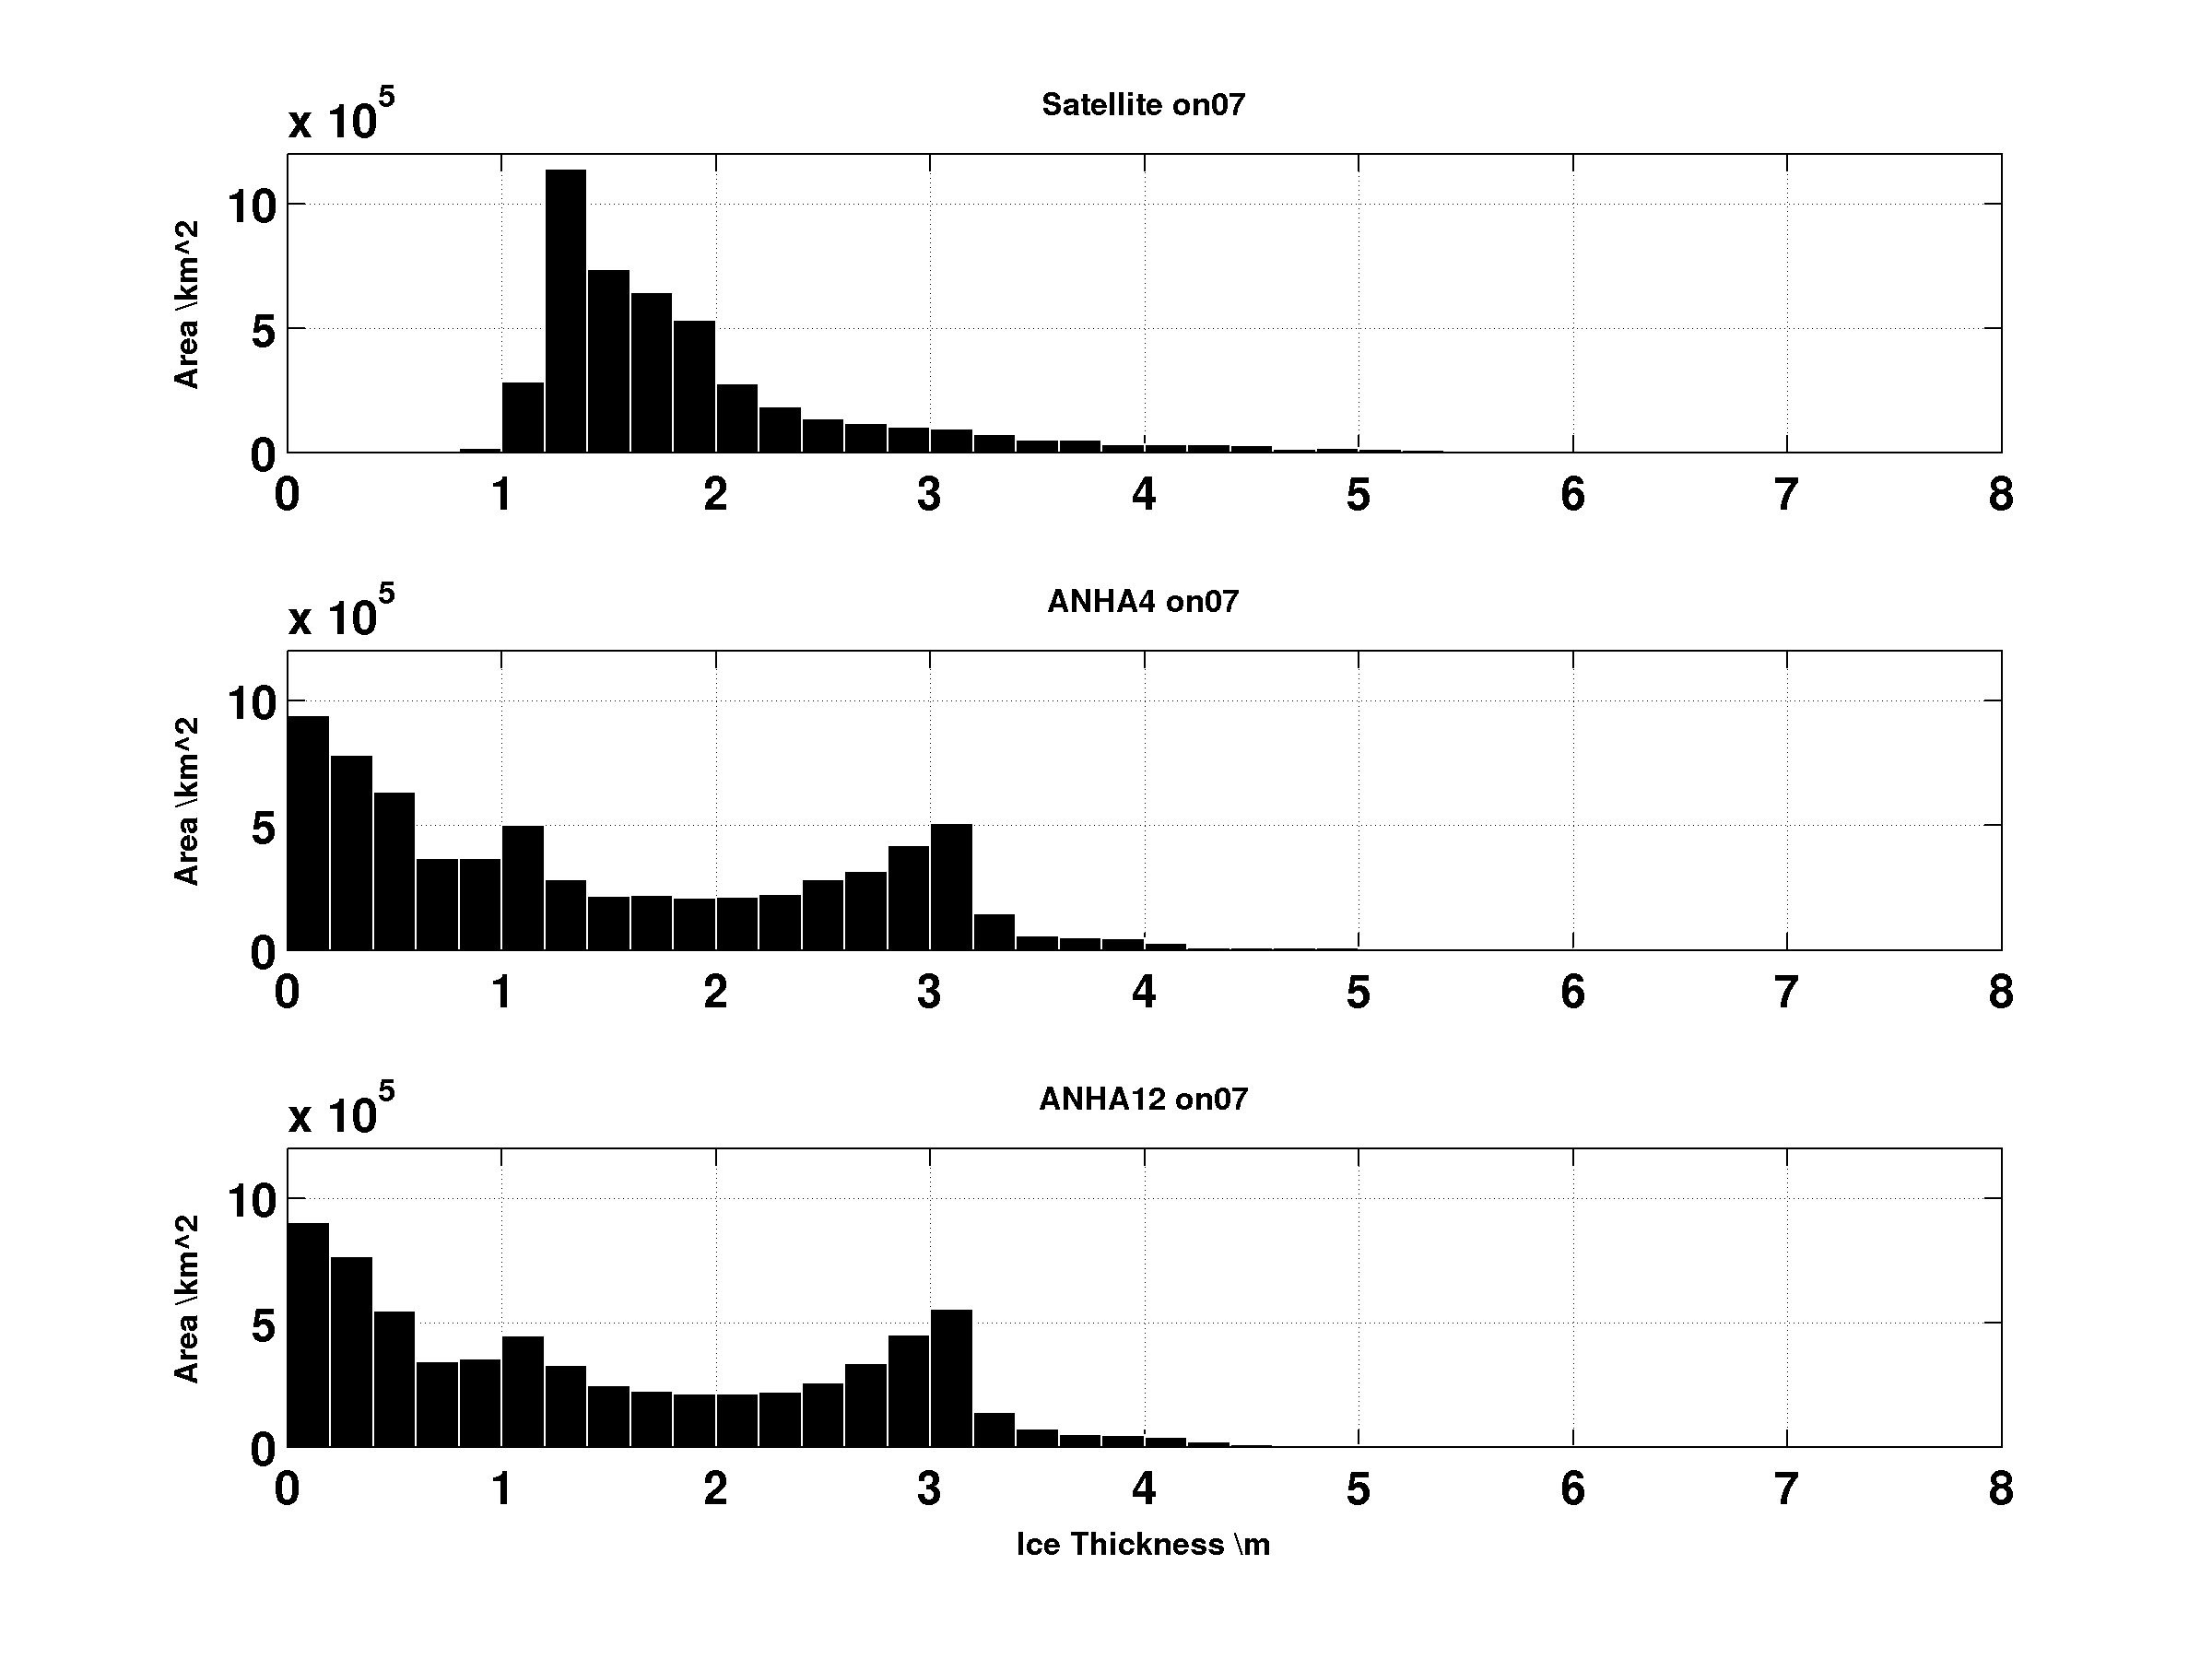 Satellite on07
x 10^5
Area \km^2
10
5
0
0 1 2 3 4 5 6 7 8
ANHA4 on07
x 10^5
Area \km^2
10
5
0
0 1 2 3 4 5 6 7 8
ANHA12 on07
x 10^5
Area \km^2
10
5
0
0 1 2 3 4 5 6 7 8
Ice Thickness \m